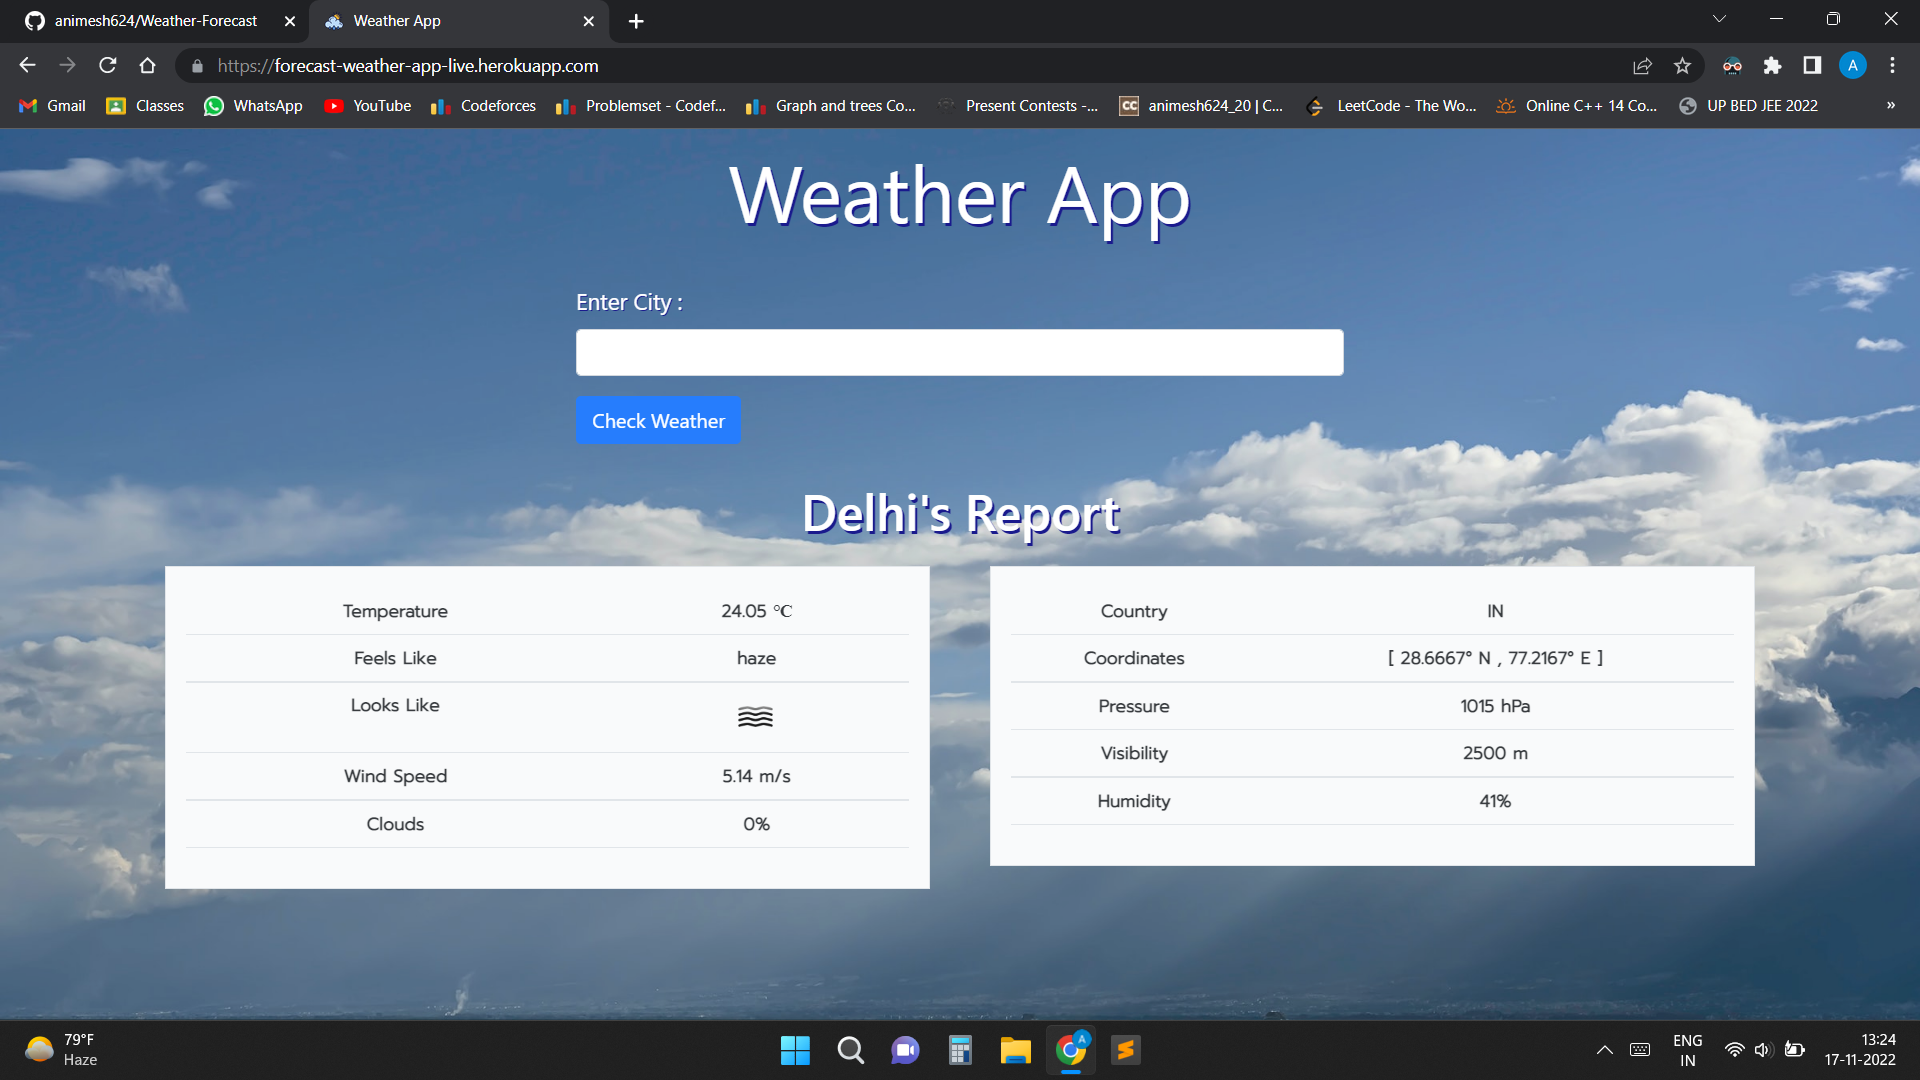 animesh624/Weather-Forecast
Weather App
https://forecast-weather-app-live.herokuapp.com
A
Gmail
Classes
WhatsApp
YouTube
Codeforces
Problemset - Codef...
Graph and trees Co...
Present Contests -...
CC
animesh624_20 | C...
LeetCode - The Wo...
Online C++ 14 Co...
UP BED JEE 2022
»
Weather App
Enter City :
Check Weather
Delhi's Report
Temperature 24.05 °C
Feels Like haze
Looks Like
Wind Speed 5.14 m/s
Clouds 0%
Country IN
Coordinates [ 28.6667° N , 77.2167° E ]
Pressure 1015 hPa
Visibility 2500 m
Humidity 41%
79°F
Haze
A
ENG
IN
13:24
17-11-2022